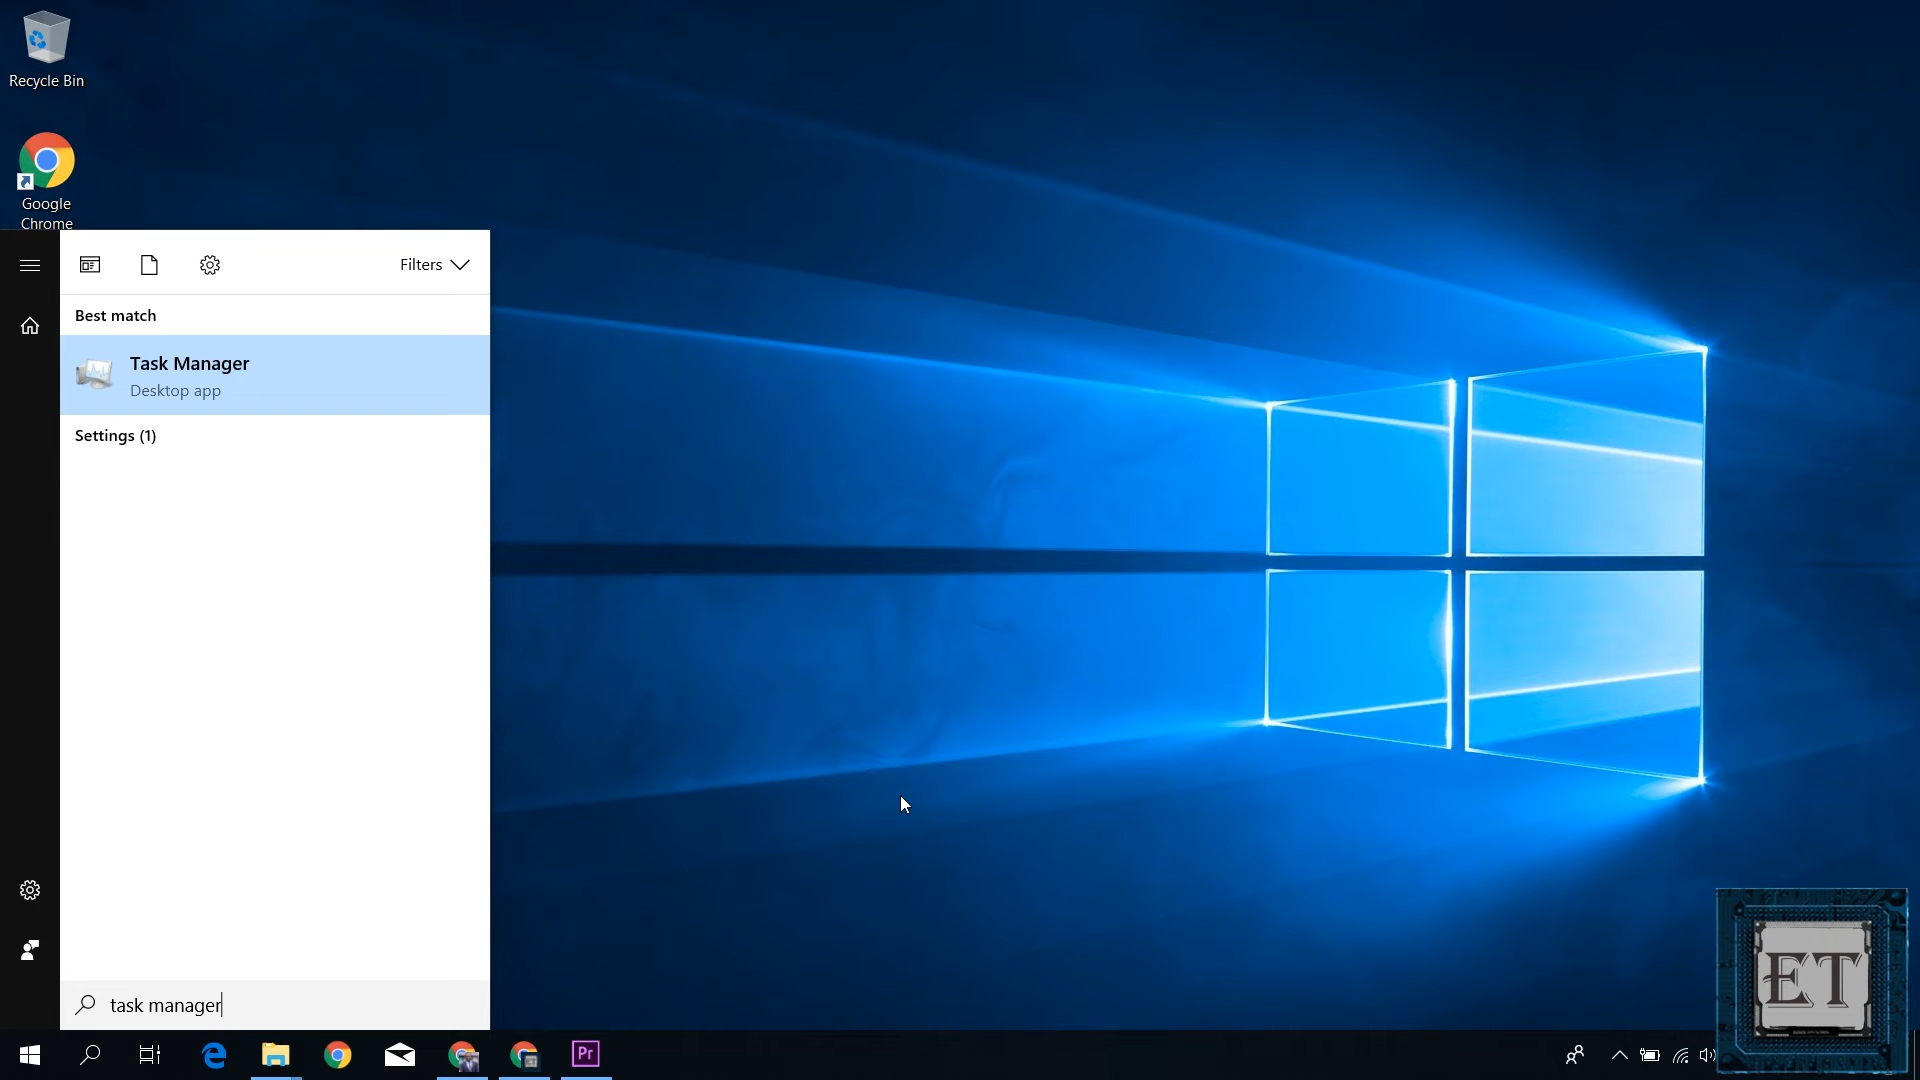 Recycle Bin
Google
Chrome
Filters
Best match
Task Manager
Desktop app
Settings (1)
task manager
Pr
ET